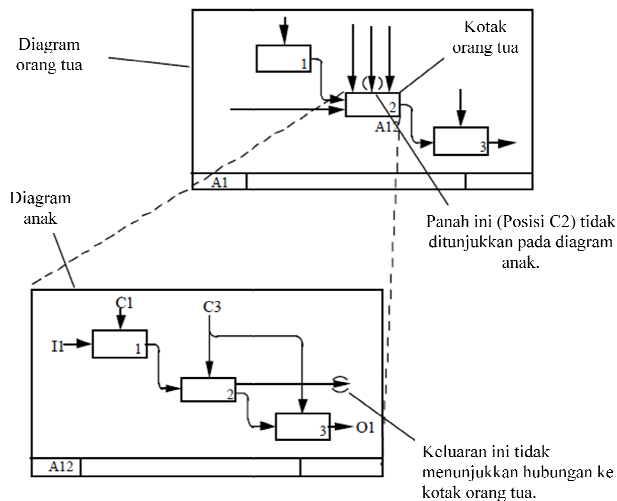 Diagram
orang tua
Kotak
orang tua
1
2
A12
3
A1
Diagram
anak
Panah ini (Posisi C2) tidak
ditunjukkan pada diagram
anak.
C1
C3
I1
1
2
3
O1
A12
Keluaran ini tidak
menunjukkan hubungan ke
kotak orang tua.